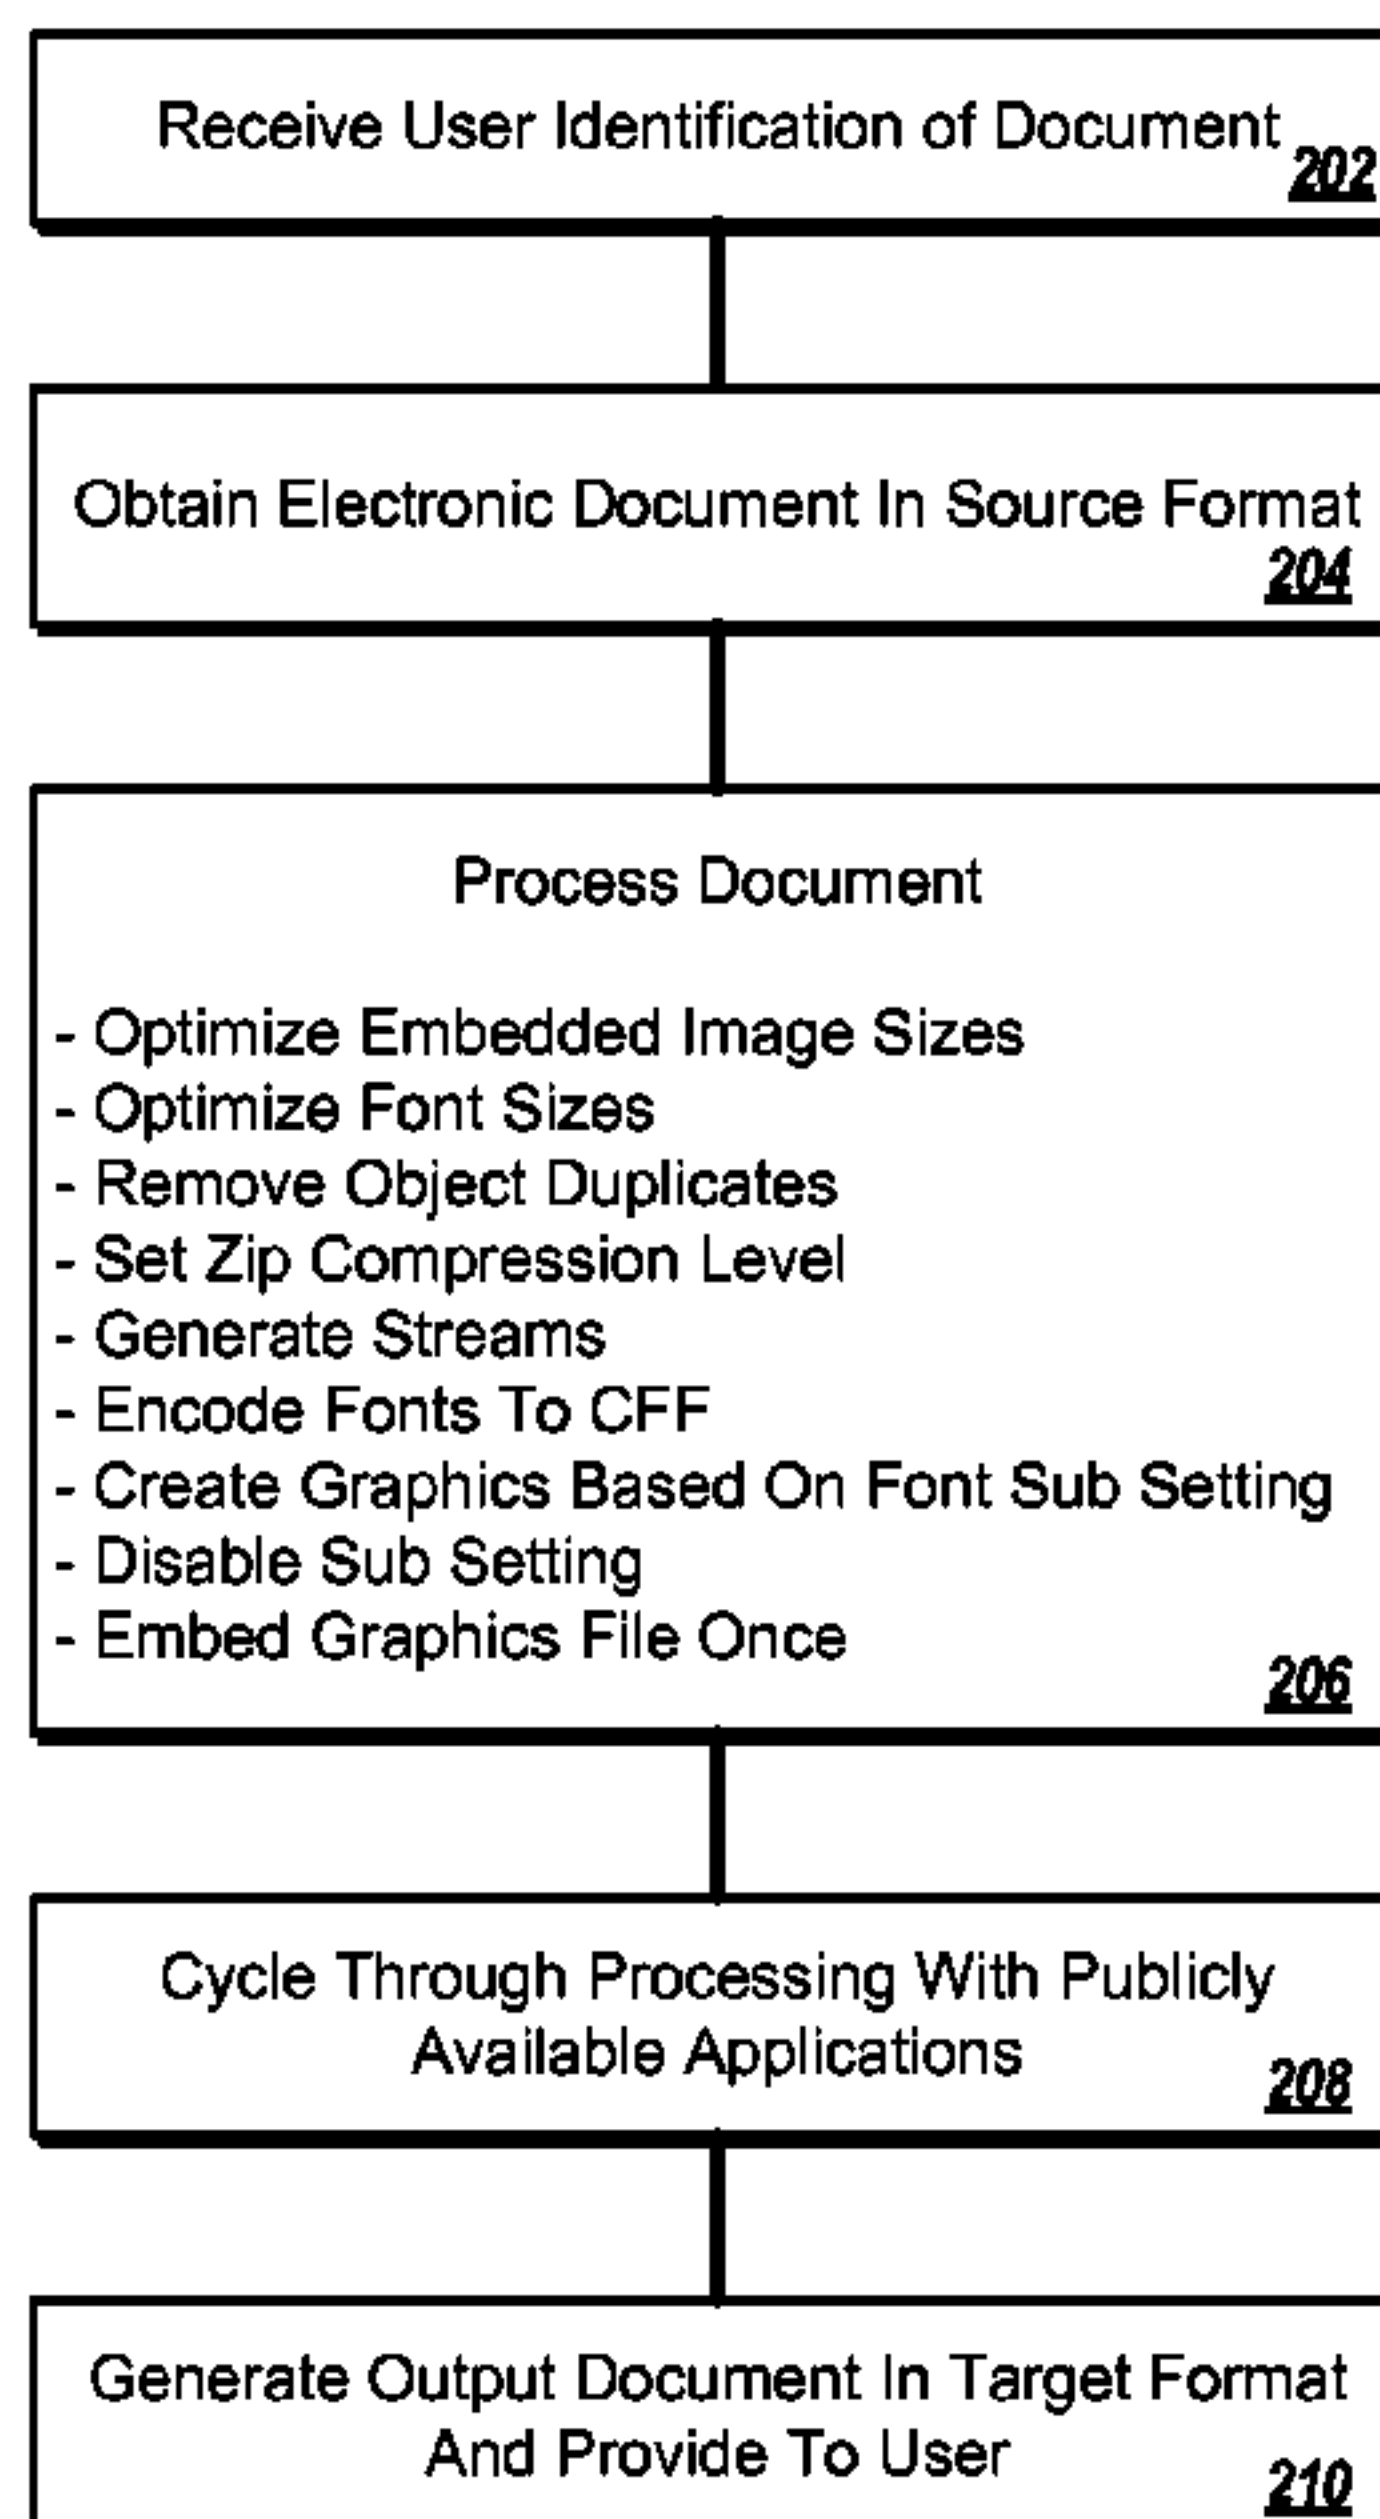 Receive User Identification of Document
202
Obtain Electronic Document In Source Format
204
Process Document
- Optimize Embedded Image Sizes
- Optimize Font Sizes
- Remove Object Duplicates
- Set Zip Compression Level
- Generate Streams
- Encode Fonts To CFF
- Create Graphics Based On Font Sub Setting
- Disable Sub Setting
- Embed Graphics File Once
206
Cycle Through Processing With Publicly
Available Applications
208
Generate Output Document In Target Format
And Provide To User
210